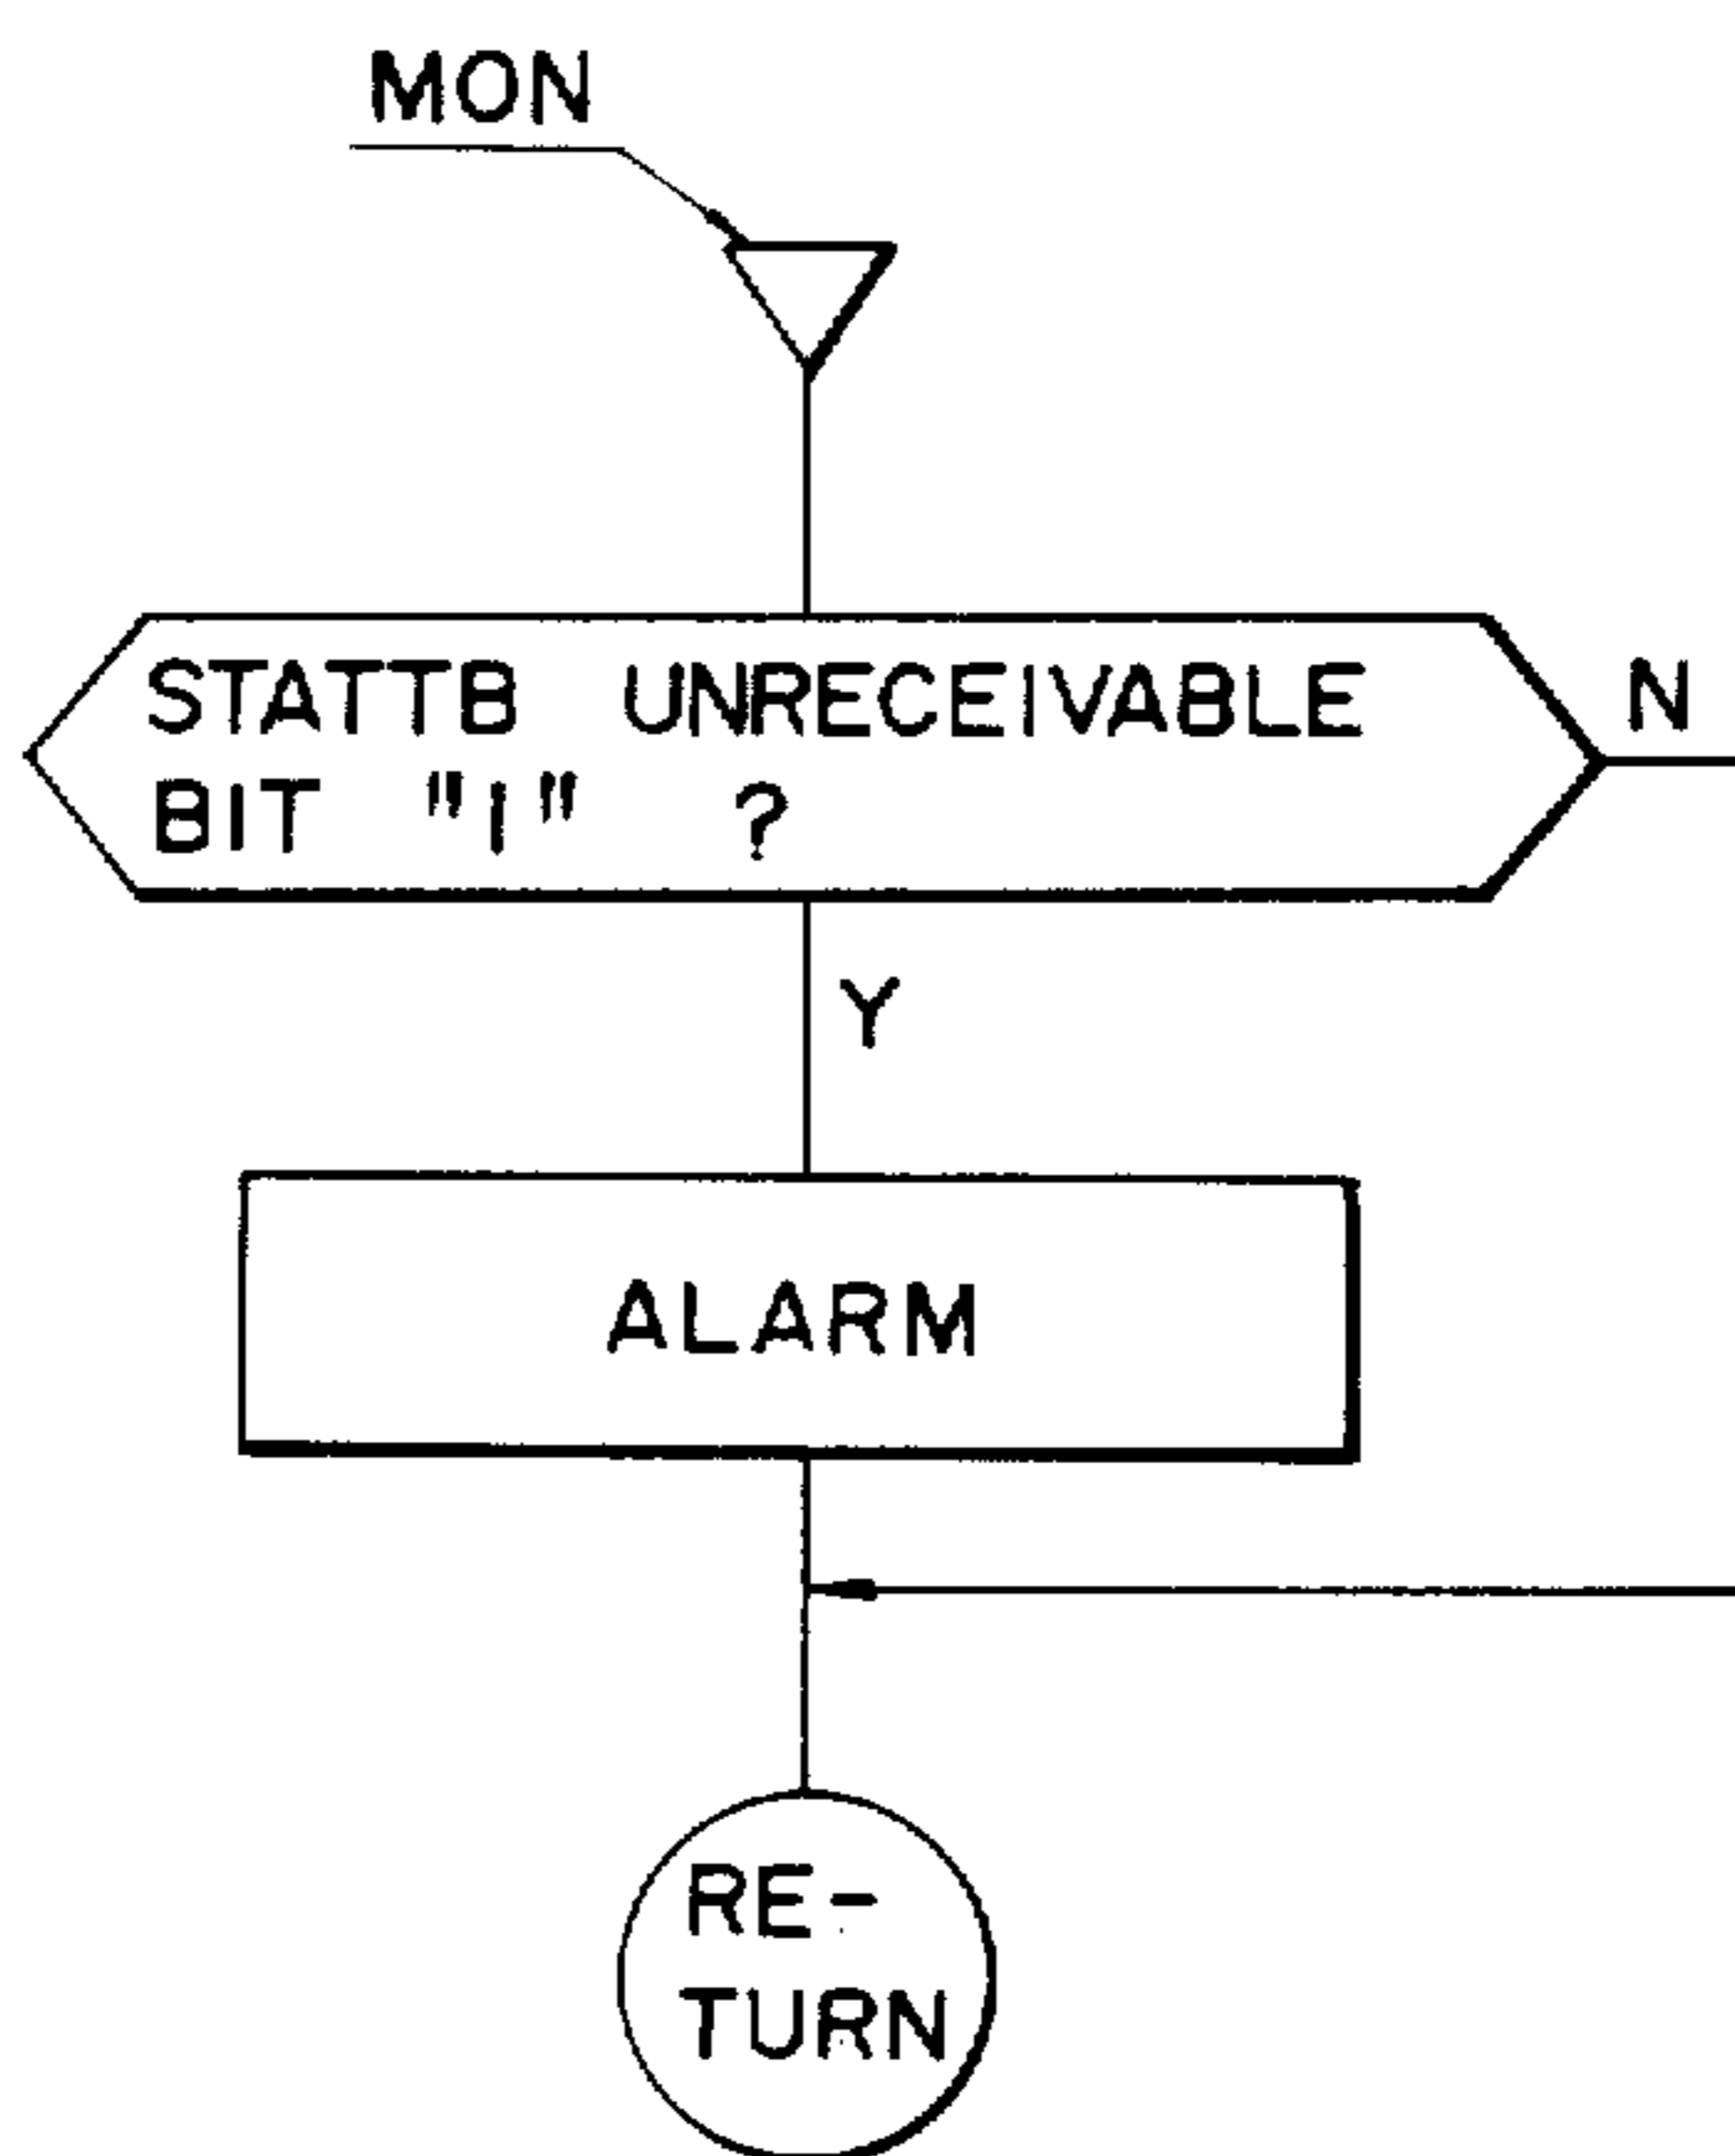 MON
STATTB UNRECEIVABLE N
BIT "1" ?
Y
ALARM
RE-
TURN